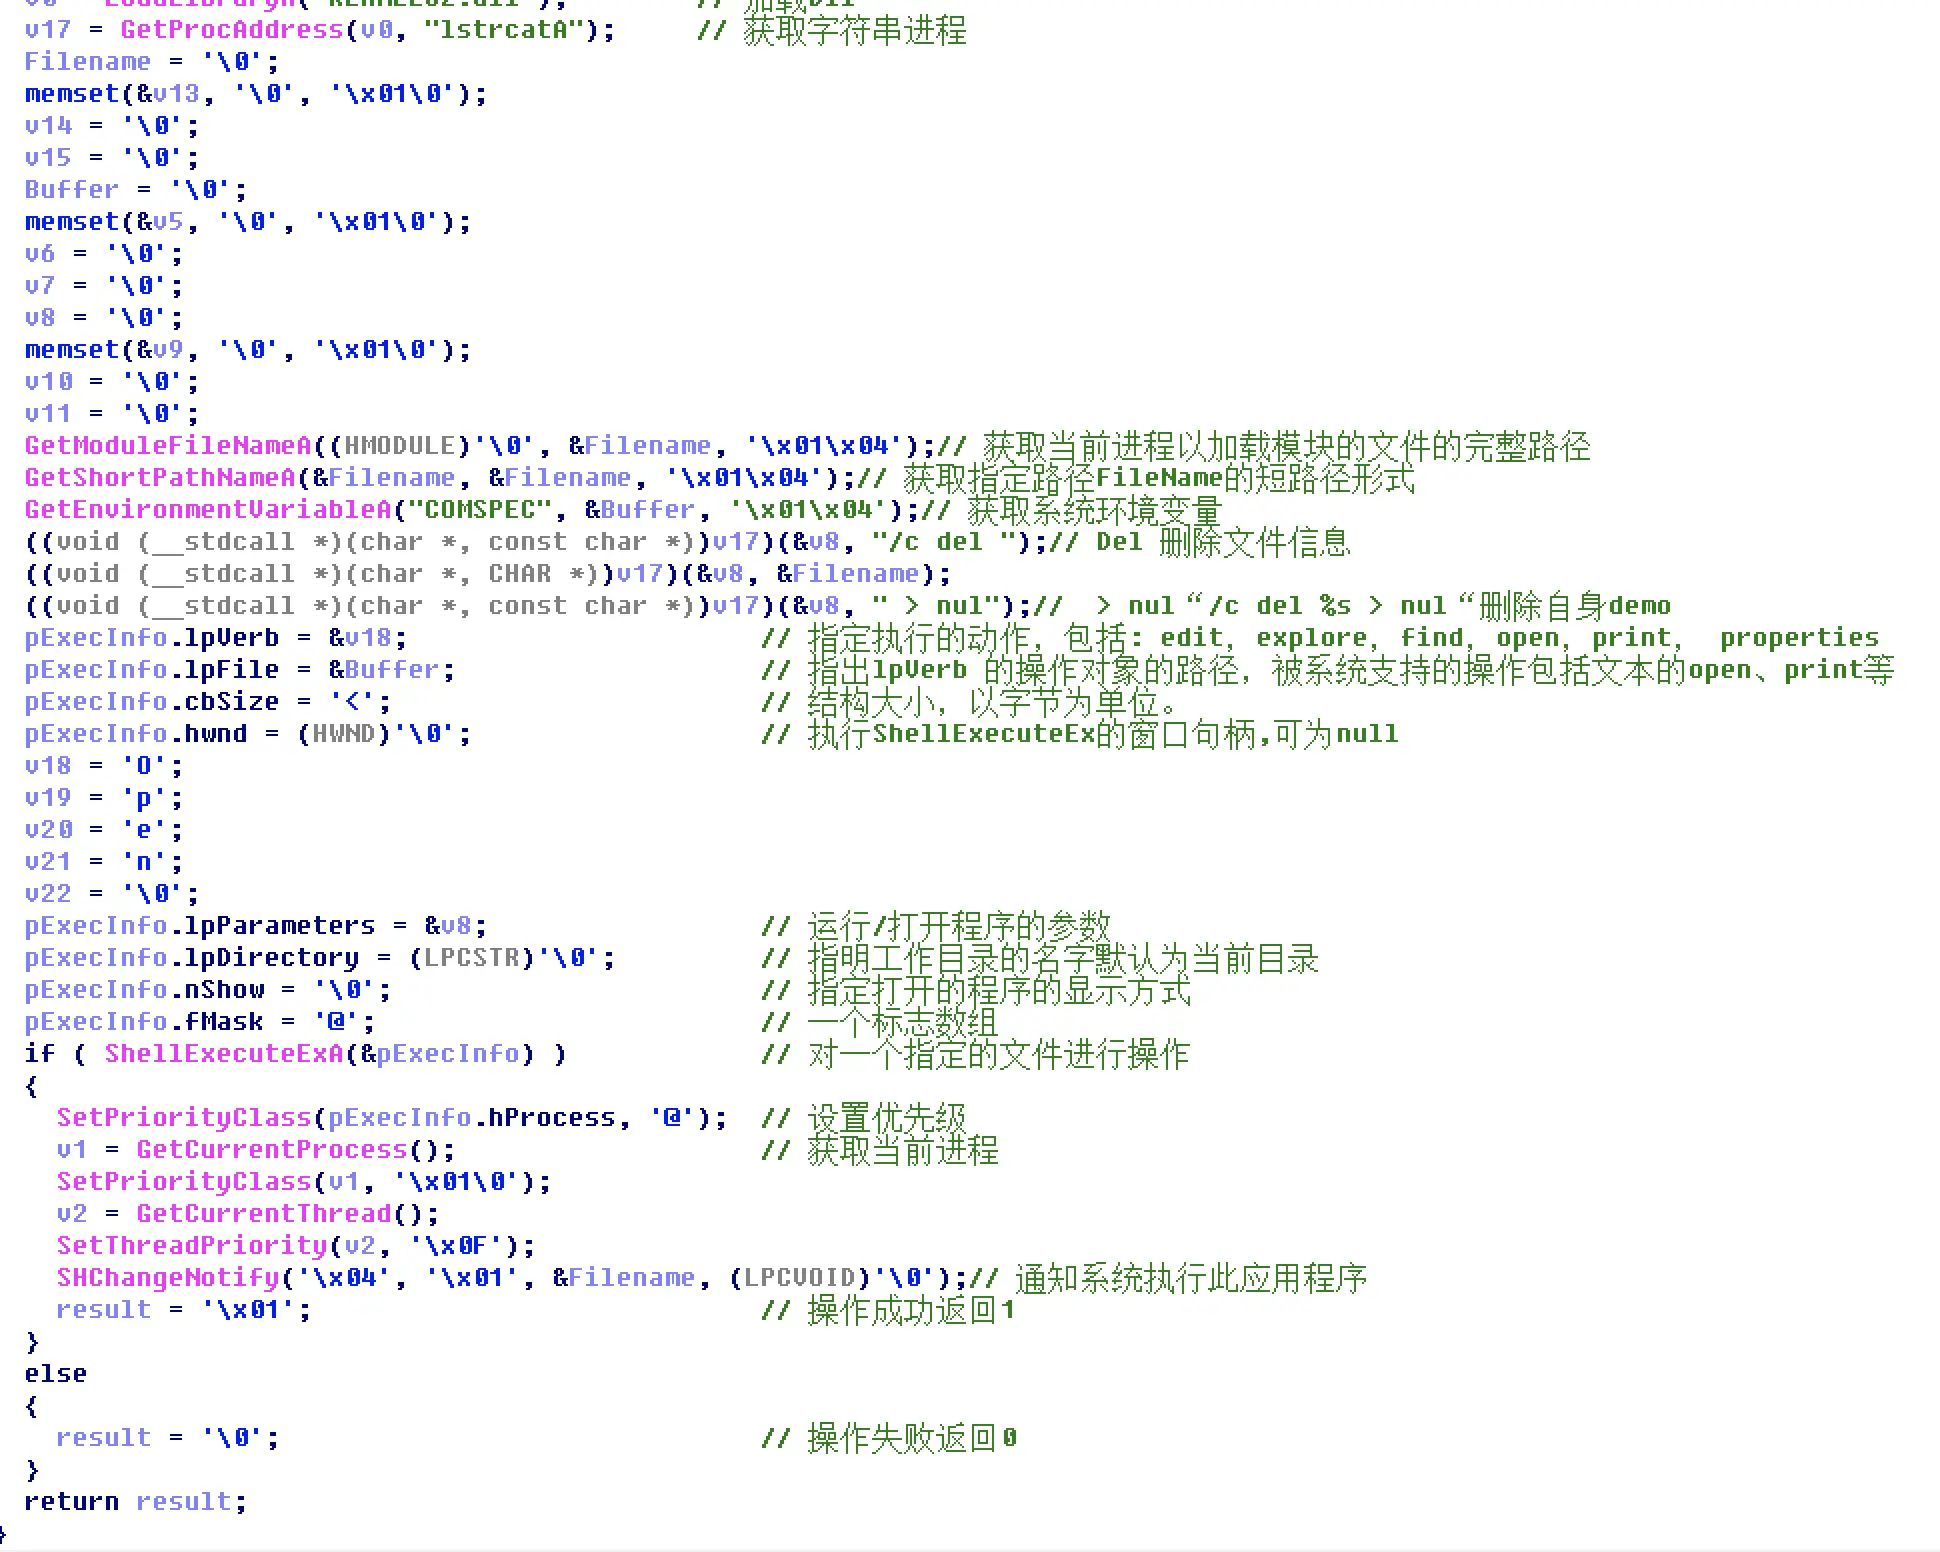 v17 = GetProcAddress(v0, "lstrcatA");     // 获取字符串进程
Filename = '\0';
memset(&v13, '\0', '\x01\0');
v14 = '\0';
v15 = '\0';
Buffer = '\0';
memset(&v5, '\0', '\x01\0');
v6 = '\0';
v7 = '\0';
v8 = '\0';
memset(&v9, '\0', '\x01\0');
v10 = '\0';
v11 = '\0';
GetModuleFileNameA((HMODULE)'\0', &Filename, '\x01\x04');// 获取当前进程以加载模块的文件的完整路径
GetShortPathNameA(&Filename, &Filename, '\x01\x04');// 获取指定路径FileName的短路径形式
GetEnvironmentVariableA("COMSPEC", &Buffer, '\x01\x04');// 获取系统环境变量
((void (__stdcall *)(char *, const char *))v17)(&v8, "/c del ");// Del 删除文件信息
((void (__stdcall *)(char *, CHAR *))v17)(&v8, &Filename);
((void (__stdcall *)(char *, const char *))v17)(&v8, " > nul");//  > nul“/c del %s > nul“删除自身demo
pExecInfo.lpVerb = &v18;                      // 指定执行的动作，包括: edit, explore, find, open, print,  properties
pExecInfo.lpFile = &Buffer;                   // 指出lpVerb 的操作对象的路径，被系统支持的操作包括文本的open、print等
pExecInfo.cbSize = '<';                       // 结构大小，以字节为单位。
pExecInfo.hwnd = (HWND)'\0';                  // 执行ShellExecuteEx的窗口句柄,可为null
v18 = 'O';
v19 = 'p';
v20 = 'e';
v21 = 'n';
v22 = '\0';
pExecInfo.lpParameters = &v8;                 // 运行/打开程序的参数
pExecInfo.lpDirectory = (LPCSTR)'\0';         // 指明工作目录的名字默认为当前目录
pExecInfo.nShow = '\0';                       // 指定打开的程序的显示方式
pExecInfo.fMask = '@';                        // 一个标志数组
if ( ShellExecuteExA(&pExecInfo) )            // 对一个指定的文件进行操作
{
  SetPriorityClass(pExecInfo.hProcess, '@');  // 设置优先级
  v1 = GetCurrentProcess();                   // 获取当前进程
  SetPriorityClass(v1, '\x01\0');
  v2 = GetCurrentThread();
  SetThreadPriority(v2, '\x0F');
  SHChangeNotify('\x04', '\x01', &Filename, (LPCVOID)'\0');// 通知系统执行此应用程序
  result = '\x01';                            // 操作成功返回1
}
else
{
  result = '\0';                              // 操作失败返回0
}
return result;
}